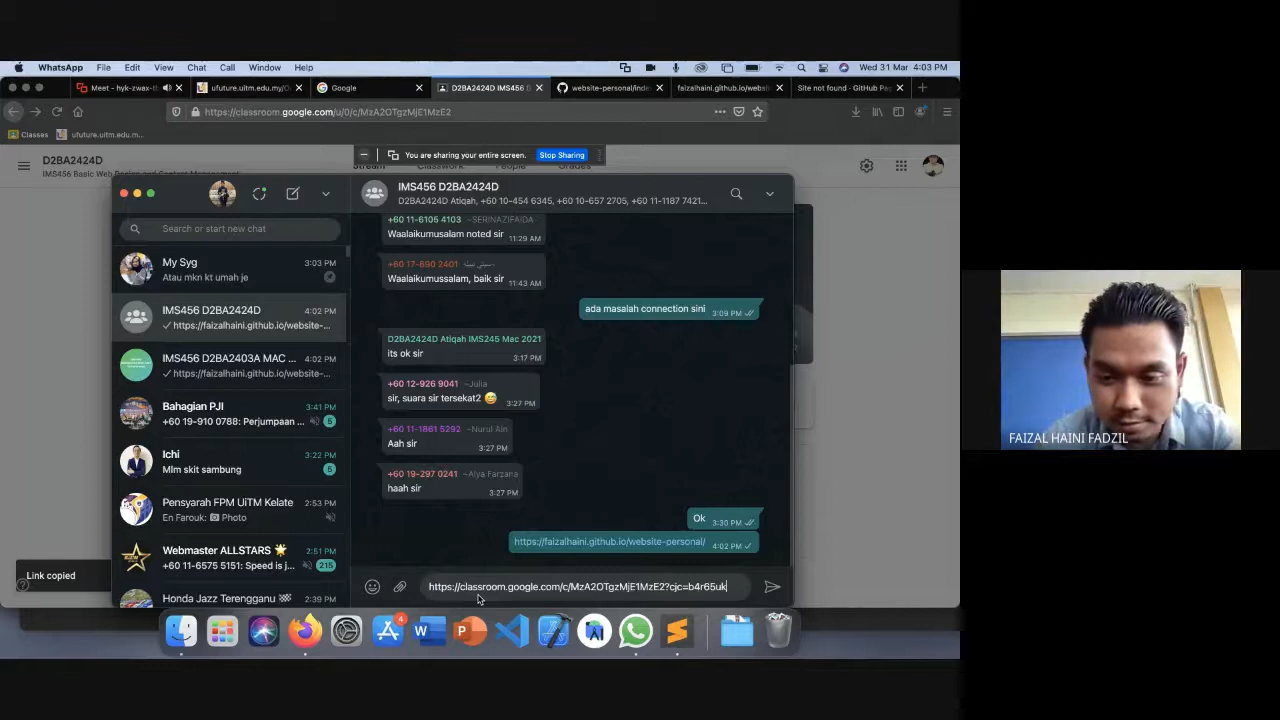 WhatsApp File Edit View Chat Call Window Help Wed 31 Mar 4:03 PM
Meet – hyk-zwax- ufuture.uitm.edu.my/ Google D2BA2424D IMS456 website-personal/ind faizalhaini.github.io/web Site not found · GitHub Pa
https://classroom.google.com/u/0/c/MzA2OTgzMjE1MzE2
Classes ufuture.uitm.edu.m...
You are sharing your entire screen. Stop Sharing
D2BA2424D
IMS456 Basic Web Design and Content Management
Stream Classwork People Grades
Search or start new chat
My Syg 3:03 PM
Atau mkn kt umah je
IMS456 D2BA2424D 4:02 PM
https://faizalhaini.github.io/website-...
IMS456 D2BA2403A MAC ... 4:02 PM
https://faizalhaini.github.io/website-...
Bahagian PJI 3:41 PM
+60 19-910 0788: Perjumpaan ... 5
Ichi 3:22 PM
Mlm skit sambung 5
Pensyarah FPM UiTM Kelate 2:53 PM
En Farouk: Photo
Webmaster ALLSTARS 🌟 2:51 PM
+60 11-6575 5151: Speed is j... 215
Honda Jazz Terengganu 🏁 2:39 PM
Link copied
IMS456 D2BA2424D
D2BA2424D Atiqah, +60 10-454 6345, +60 10-657 2705, +60 11-1187 7421...
+60 11-6105 4103 ~SERINAZIFAIDA
Waalaikumusalam noted sir 11:29 AM
+60 17-690 2401
Waalaikumussalam, baik sir 11:43 AM
ada masalah connection sini 3:09 PM
D2BA2424D Atiqah IMS245 Mac 2021
its ok sir 3:17 PM
+60 12-926 9041 ~Julia
sir, suara sir tersekat2 😅 3:27 PM
+60 11-1861 5292 ~Nurul Ain
Aah sir 3:27 PM
+60 19-297 0241 ~Alya Farzana
haah sir 3:27 PM
Ok 3:30 PM
https://faizalhaini.github.io/website-personal/ 4:02 PM
https://classroom.google.com/c/MzA2OTgzMjE1MzE2?cjc=b4r65uk
4
FAIZAL HAINI FADZIL